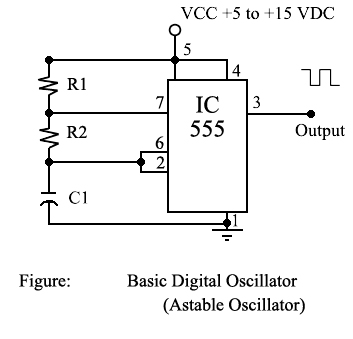 VCC +5 to +15 VDC
5
4
R1
7
IC
3
555
R2
Output
6
2
C1
1
Figure: Basic Digital Oscillator
(Astable Oscillator)